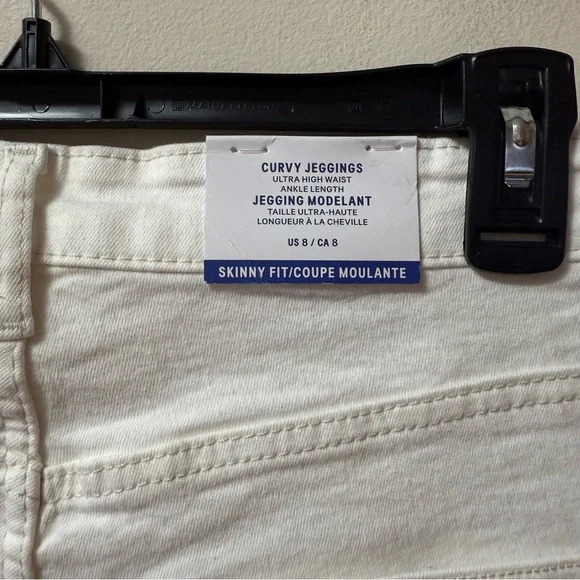 CURVY JEGGINGS
ULTRA HIGH WAIST
ANKLE LENGTH
JEGGING MODELANT
TAILLE ULTRA-HAUTE
LONGUEUR À LA CHEVILLE
US 8 / CA 8
SKINNY FIT/COUPE MOULANTE